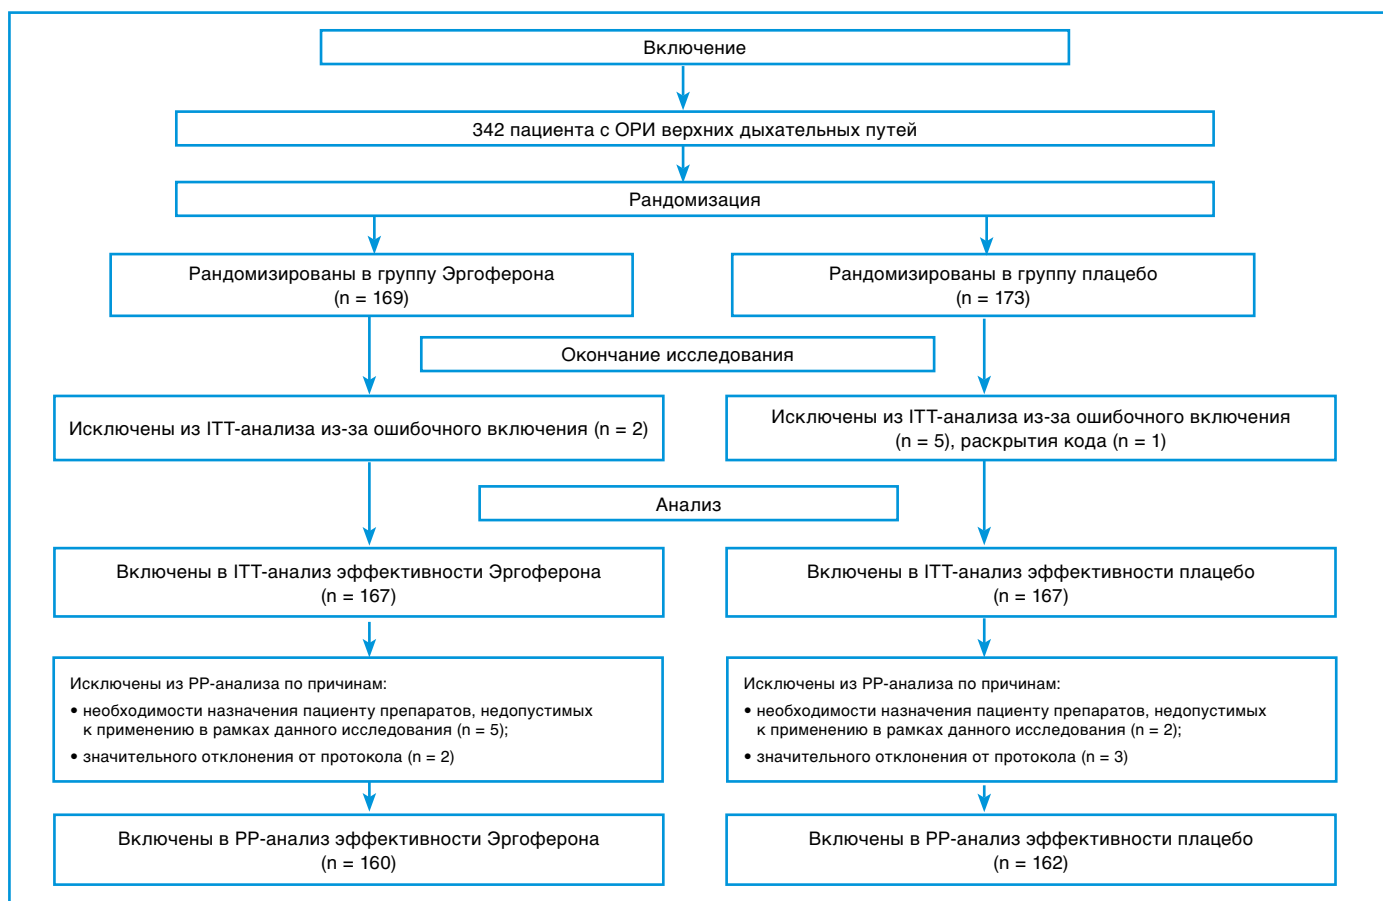 Включение
342 пациента с ОРИ верхних дыхательных путей
Рандомизация
Рандомизированы в группу Эргоферона
(n = 169)
Рандомизированы в группу плацебо
(n = 173)
Окончание исследования
Исключены из ITT-анализа из-за ошибочного включения (n = 2)
Исключены из ITT-анализа из-за ошибочного включения
(n = 5), раскрытия кода (n = 1)
Анализ
Включены в ITT-анализ эффективности Эргоферона
(n = 167)
Включены в ITT-анализ эффективности плацебо
(n = 167)
Исключены из PP-анализа по причинам:
• необходимости назначения пациенту препаратов, недопустимых
к применению в рамках данного исследования (n = 5);
• значительного отклонения от протокола (n = 2)
Исключены из PP-анализа по причинам:
• необходимости назначения пациенту препаратов, недопустимых
к применению в рамках данного исследования (n = 2);
• значительного отклонения от протокола (n = 3)
Включены в PP-анализ эффективности Эргоферона
(n = 160)
Включены в PP-анализ эффективности плацебо
(n = 162)